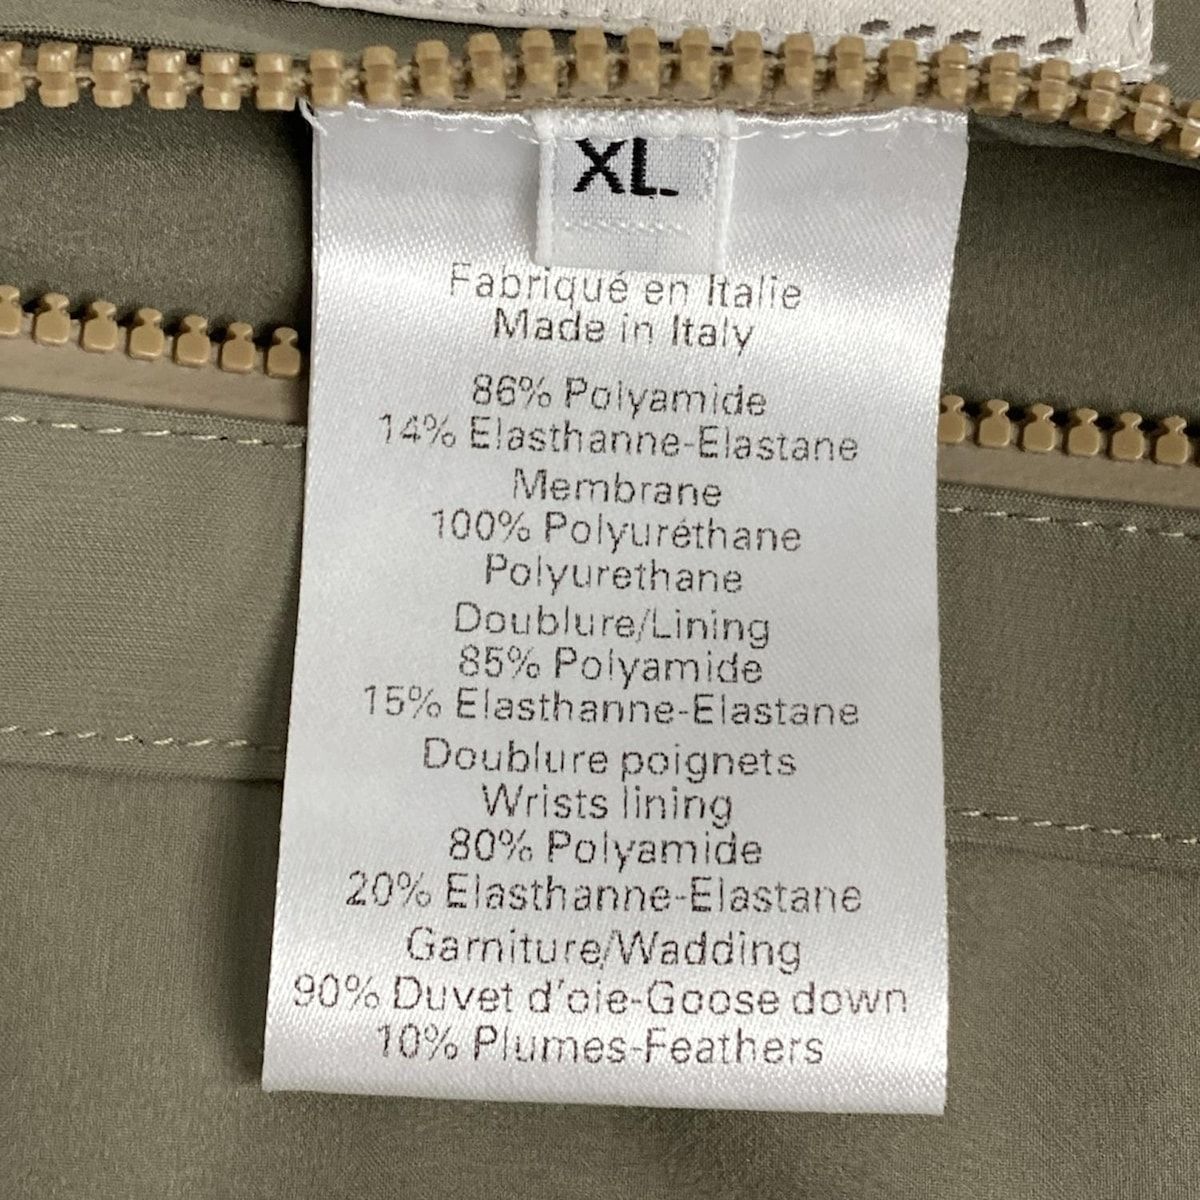 XL
Fabriqué en Italie
Made in Italy
86% Polyamide
14% Elasthanne-Elastane
Membrane
100% Polyuréthane
Polyurethane
Doublure/Lining
85% Polyamide
15% Elasthanne-Elastane
Doublure poignets
Wrists lining
80% Polyamide
20% Elasthanne-Elastane
Garniture/Wadding
90% Duvet d'oie-Goose down
10% Plumes-Feathers